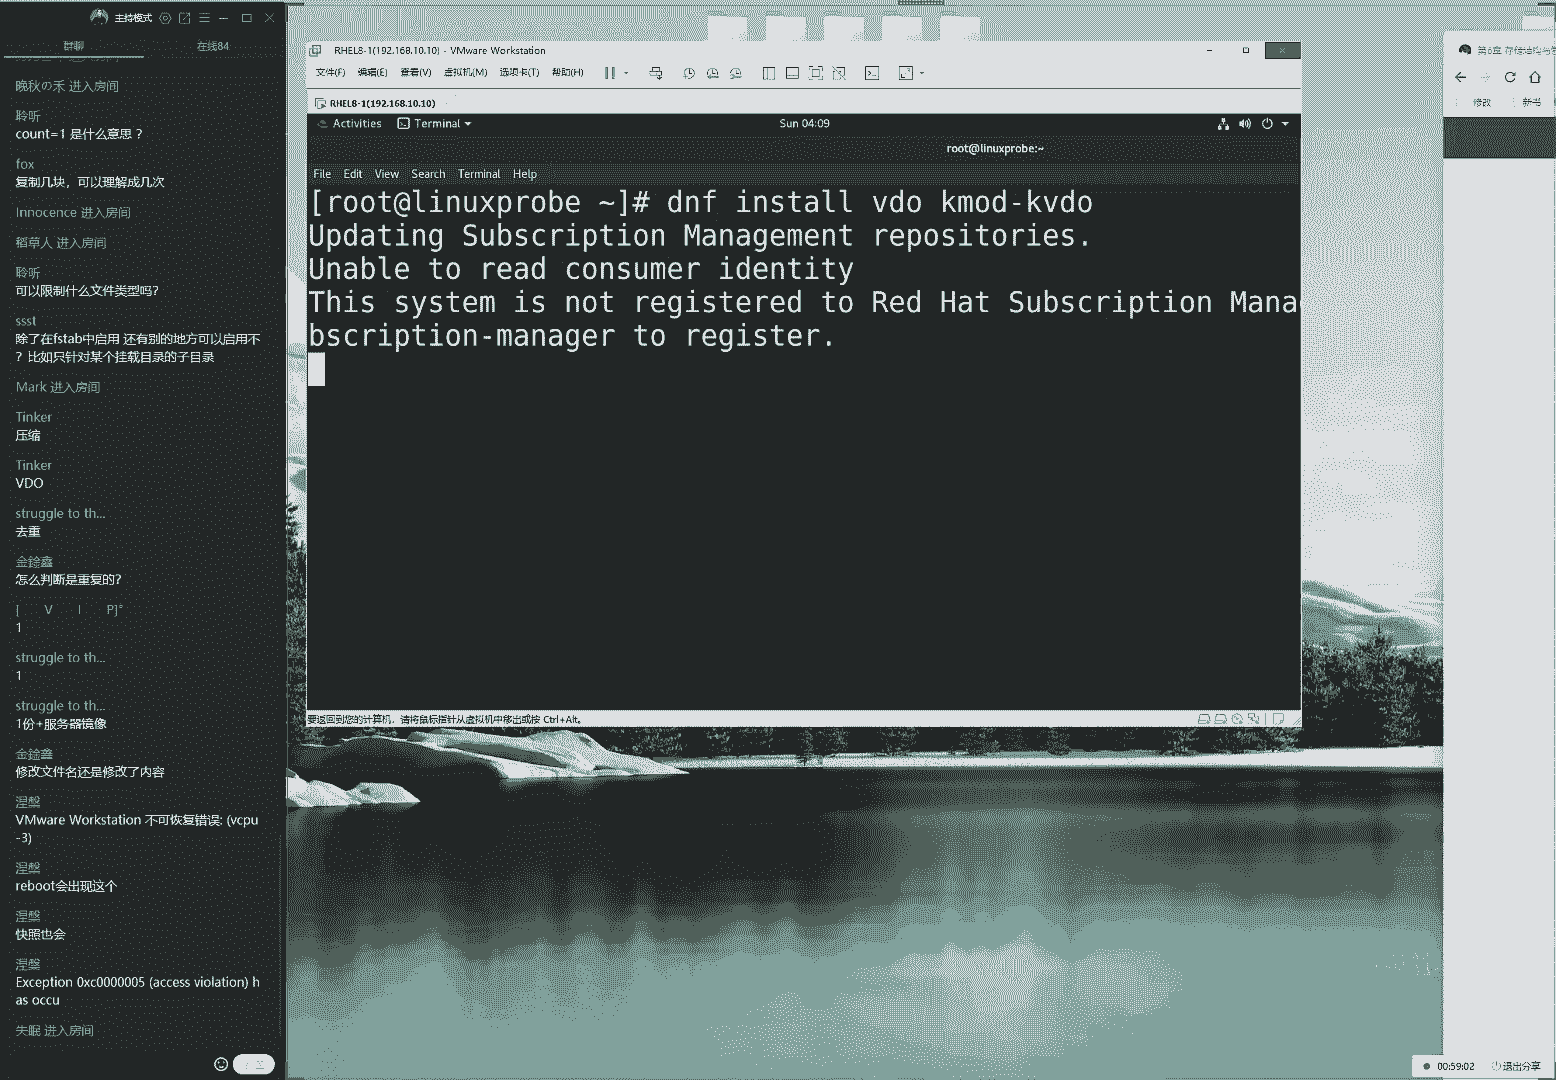 主持模式
群聊
在线84
晚秋の禾 进入房间
聆听
count=1 是什么意思？
fox
复制几块，可以理解成几次
Innocence 进入房间
稻草人 进入房间
聆听
可以限制什么文件类型吗？
ssst
除了在fstab中启用 还有别的地方可以启用不
？比如只针对某个挂载目录的子目录
Mark 进入房间
Tinker
压缩
Tinker
VDO
struggle to th...
去重
怎么判断是重复的？
[ V I P]°
1
struggle to th...
1
struggle to th...
1份+服务器镜像
修改文件名还是修改了内容
涅槃
VMware Workstation 不可恢复错误: (vcpu
-3)
涅槃
reboot会出现这个
涅槃
快照也会
涅槃
Exception 0xc0000005 (access violation) h
as occu
失眠 进入房间
RHEL8-1(192.168.10.10) - VMware Workstation
文件(F) 编辑(E) 查看(V) 虚拟机(M) 选项卡(T) 帮助(H)
RHEL8-1(192.168.10.10)
Activities Terminal Sun 04:09
root@linuxprobe:~
File Edit View Search Terminal Help
[root@linuxprobe ~]# dnf install vdo kmod-kvdo
Updating Subscription Management repositories.
Unable to read consumer identity
This system is not registered to Red Hat Subscription Mana
bscription-manager to register.
要返回到您的计算机，请将鼠标指针从虚拟机中移出或按 Ctrl+Alt。
第6章 存储结构与管
修改 新书
00:59:02 退出分享